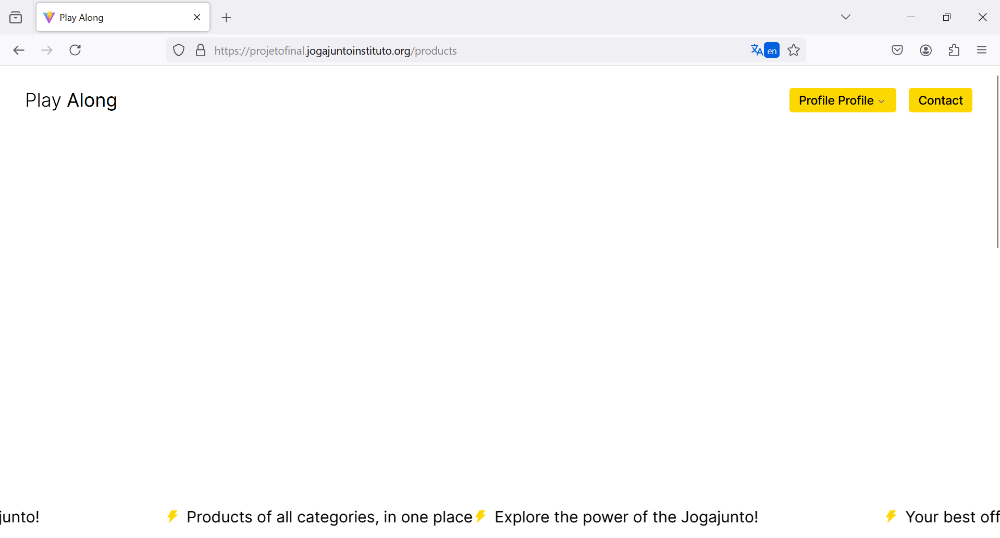 Play Along
https://projetofinal.jogajuntoinstituto.org/products
en
Play Along
Profile Profile
Contact
junto!
Products of all categories, in one place
Explore the power of the Jogajunto!
Your best off